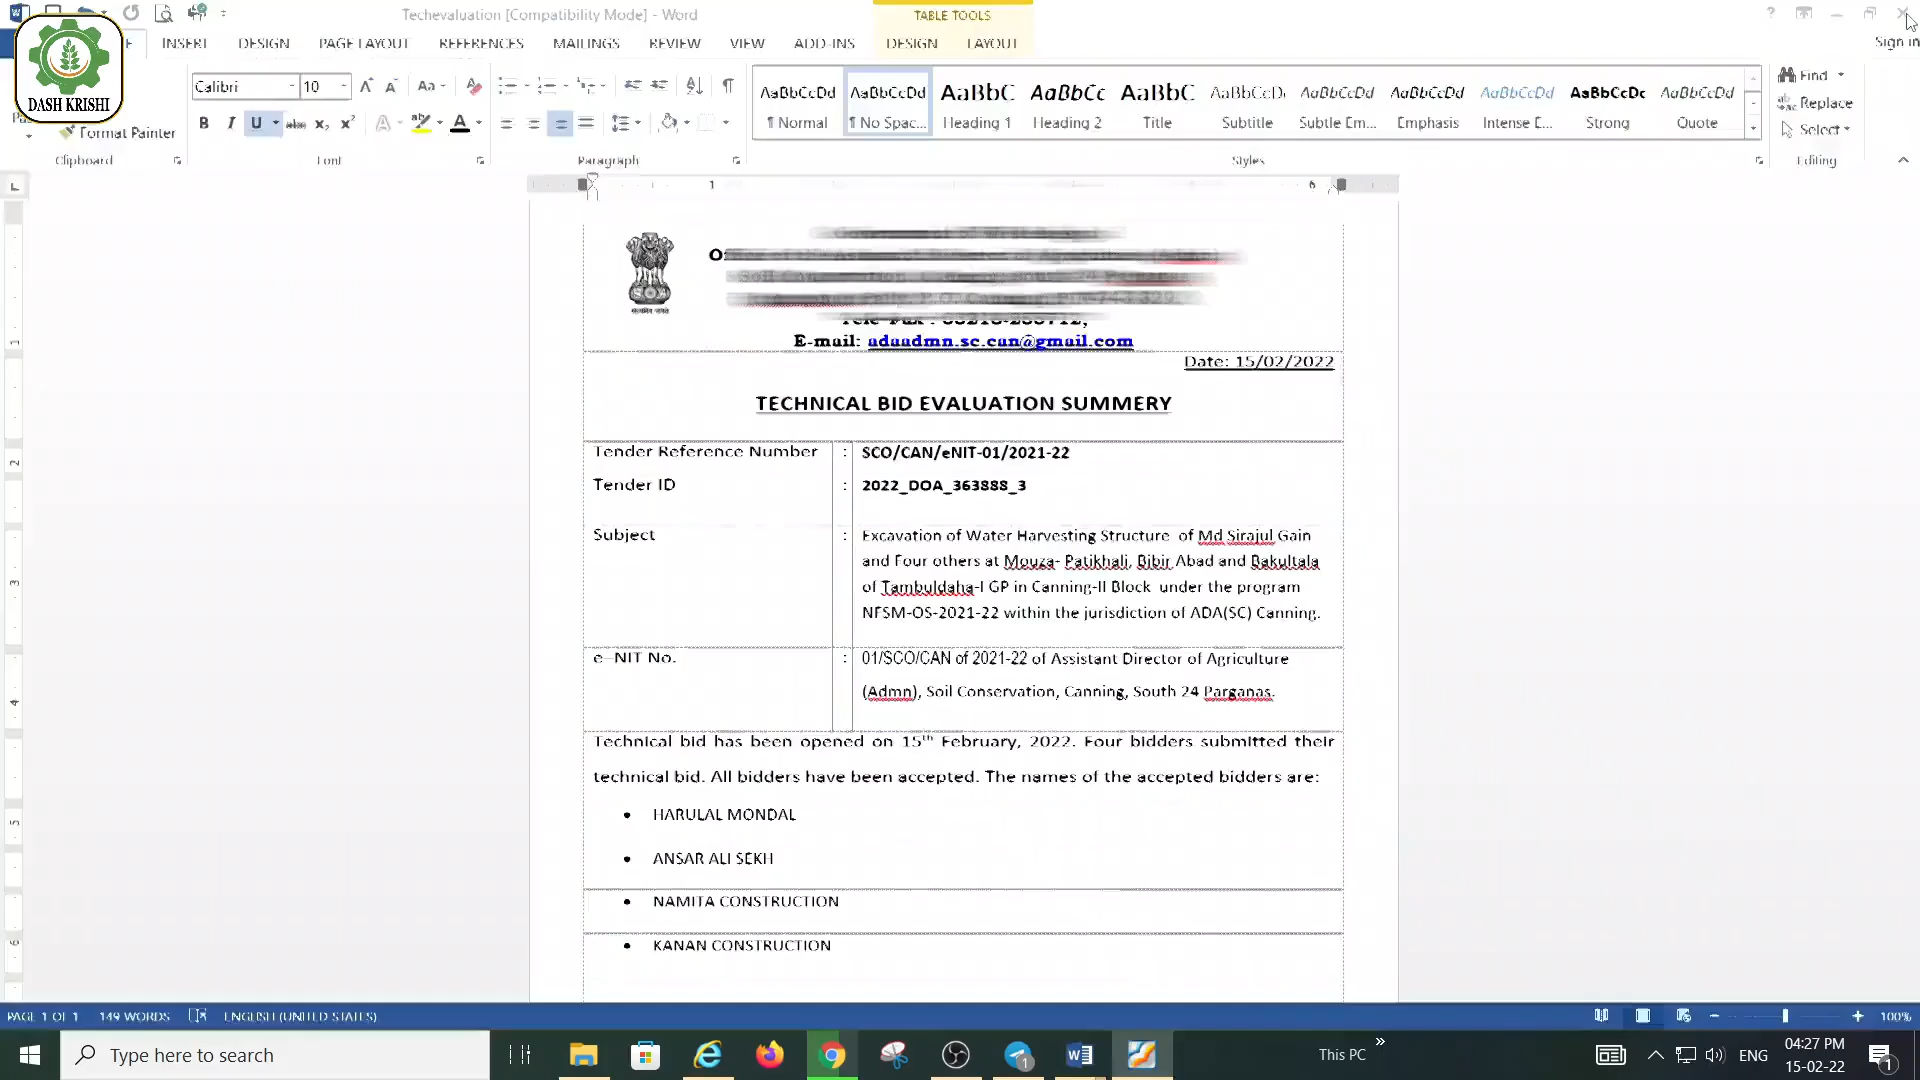 Techevaluation [Compatibility Mode] - Word
TABLE TOOLS
INSERT DESIGN PAGE LAYOUT REFERENCES MAILINGS REVIEW VIEW ADD-INS DESIGN LAYOUT Sign in
DASH KRISHI
Calibri 10
Format Painter
Clipboard Font Paragraph Styles Editing
AaBbCcDd AaBbCcDd AaBbC AaBbCc AaBbC AaBbCcD AaBbCcDd AaBbCcDd AaBbCcDd AaBbCcDc AaBbCcDd
¶ Normal ¶ No Spac... Heading 1 Heading 2 Title Subtitle Subtle Em... Emphasis Intense E... Strong Quote
Find
Replace
Select
E-mail: adaadmn.sc.can@gmail.com
Date: 15/02/2022
TECHNICAL BID EVALUATION SUMMERY
Tender Reference Number : SCO/CAN/eNIT-01/2021-22
Tender ID : 2022_DOA_363888_3
Subject : Excavation of Water Harvesting Structure of Md Sirajul Gain
and Four others at Mouza- Patikhali, Bibir Abad and Bakultala
of Tambuldaha-I GP in Canning-II Block under the program
NFSM-OS-2021-22 within the jurisdiction of ADA(SC) Canning.
e-NIT No. : 01/SCO/CAN of 2021-22 of Assistant Director of Agriculture
(Admn), Soil Conservation, Canning, South 24 Parganas.
Technical bid has been opened on 15th February, 2022. Four bidders submitted their
technical bid. All bidders have been accepted. The names of the accepted bidders are:
• HARULAL MONDAL
• ANSAR ALI SEKH
• NAMITA CONSTRUCTION
• KANAN CONSTRUCTION
PAGE 1 OF 1 149 WORDS ENGLISH (UNITED STATES) 100%
Type here to search
This PC
ENG
04:27 PM
15-02-22